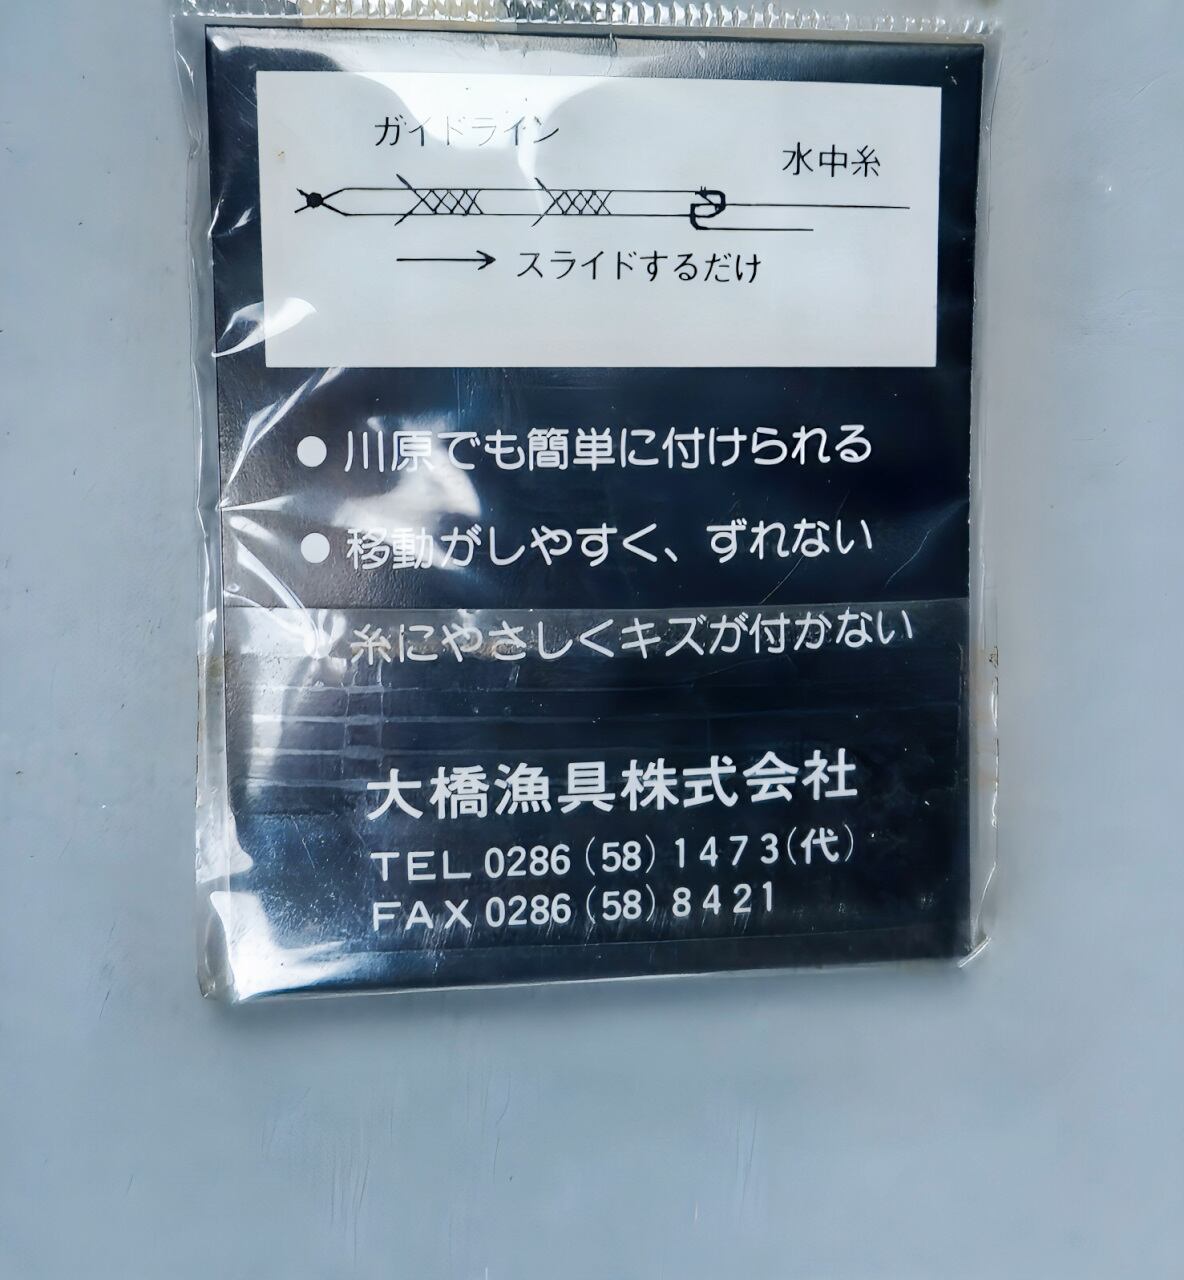 ガイドライン
水中糸
スライドするだけ
● 川原でも簡単に付けられる
● 移動がしやすく、ずれない
糸にやさしくキズが付かない
大橋漁具株式会社
TEL 0286 (58) 1473 (代)
FAX 0286 (58) 8421